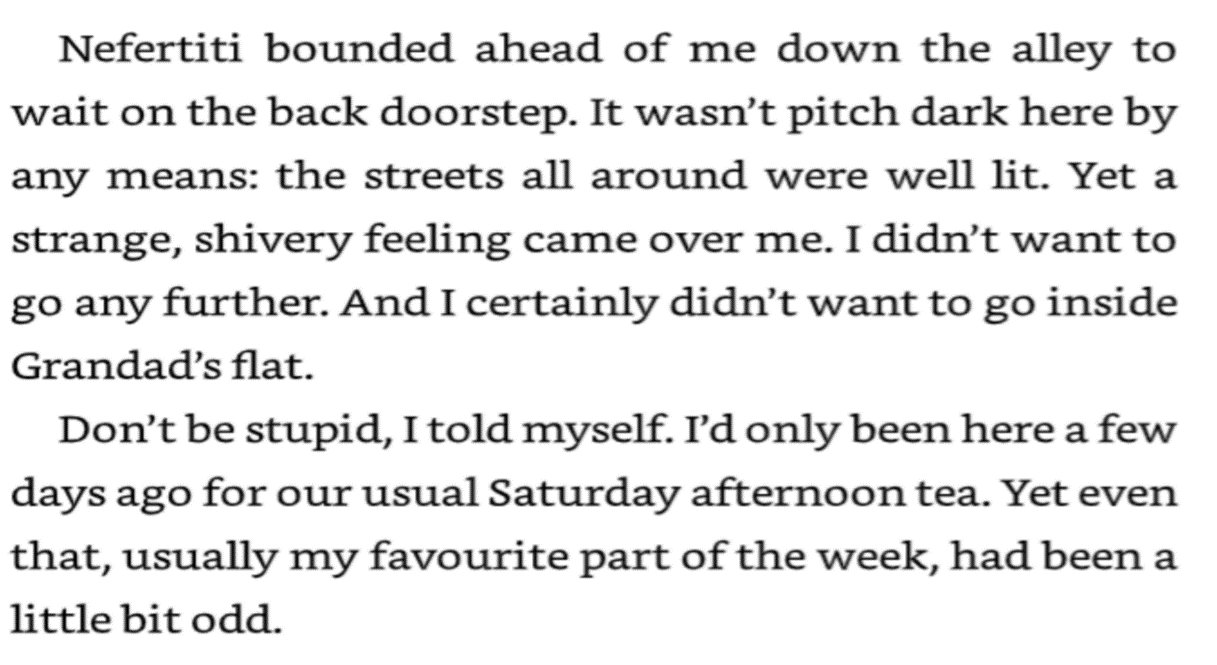 Nefertiti bounded ahead of me down the alley to
wait on the back doorstep. It wasn’t pitch dark here by
any means: the streets all around were well lit. Yet a
strange, shivery feeling came over me. I didn’t want to
go any further. And I certainly didn’t want to go inside
Grandad’s flat.
Don’t be stupid, I told myself. I’d only been here a few
days ago for our usual Saturday afternoon tea. Yet even
that, usually my favourite part of the week, had been a
little bit odd.